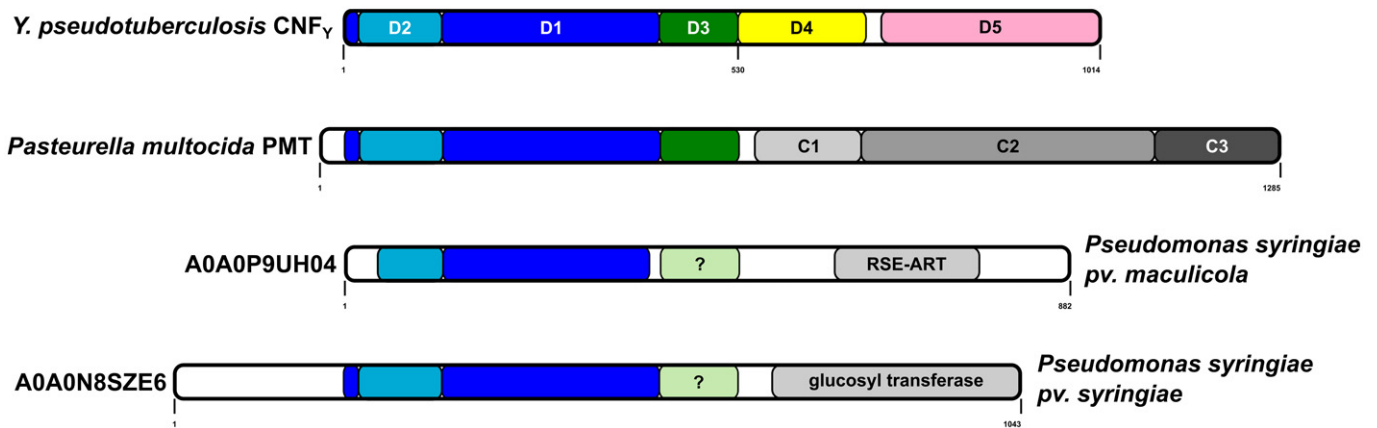 Y. pseudotuberculosis CNFY D2 D1 D3 D4 D5
1 530 1014
Pasteurella multocida PMT C1 C2 C3
1 1285
A0A0P9UH04 ? RSE-ART Pseudomonas syringiae
pv. maculicola
1 882
A0A0N8SZE6 ? glucosyl transferase Pseudomonas syringiae
pv. syringiae
1 1043